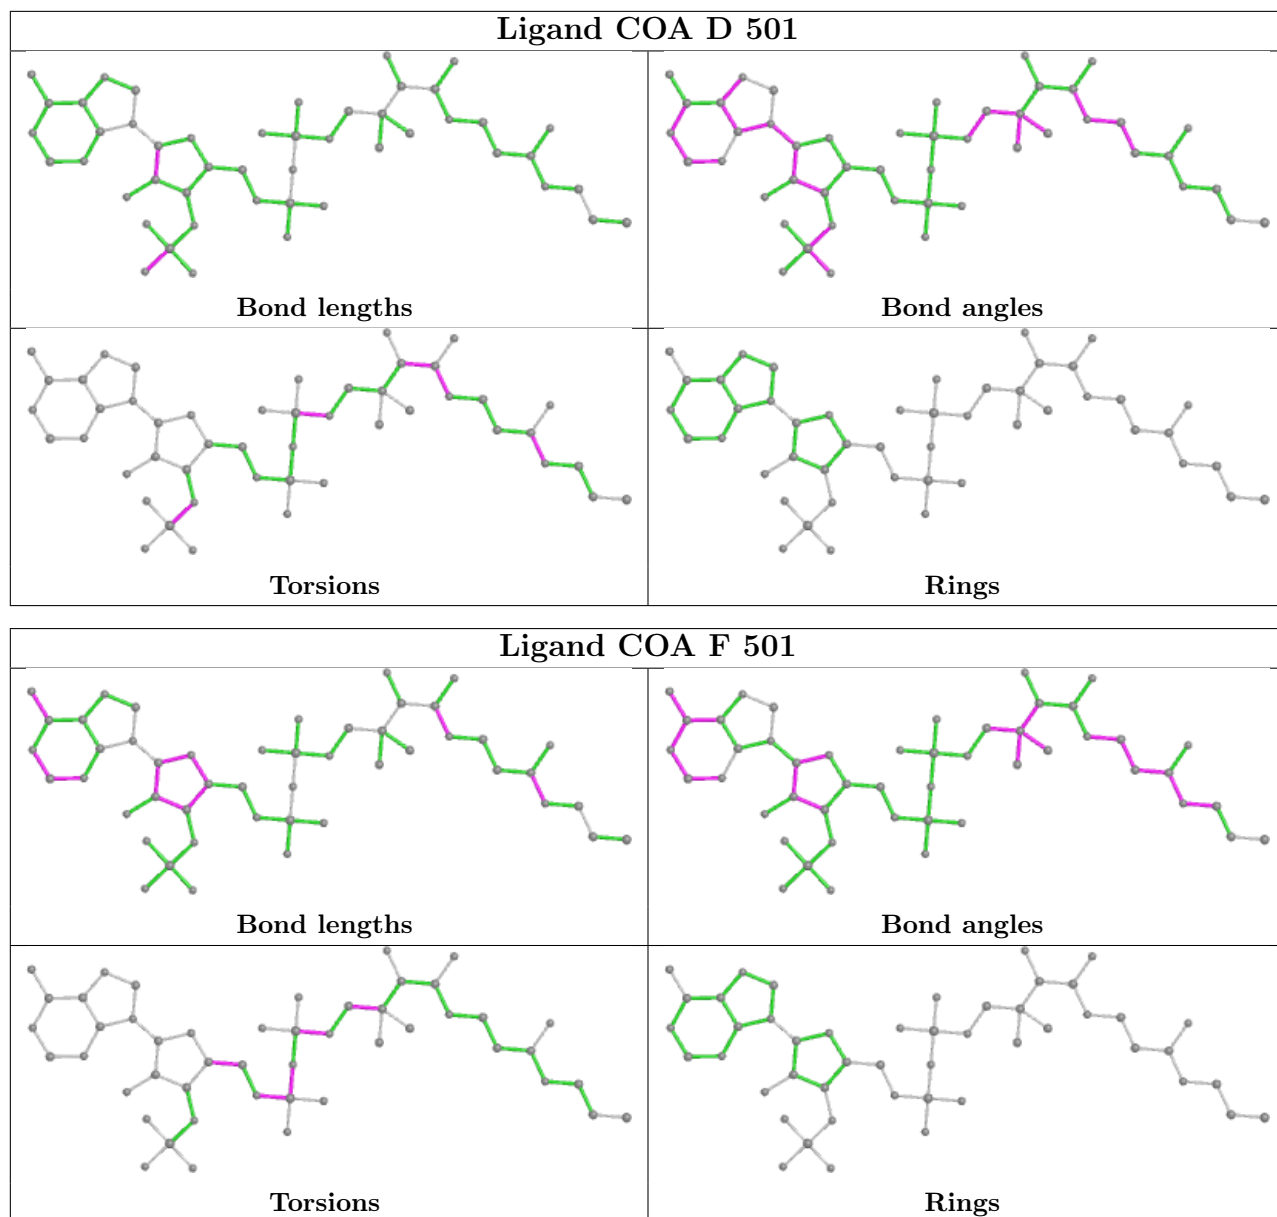 Ligand COA D 501
Bond lengths
Bond angles
Torsions
Rings
Ligand COA F 501
Bond lengths
Bond angles
Torsions
Rings